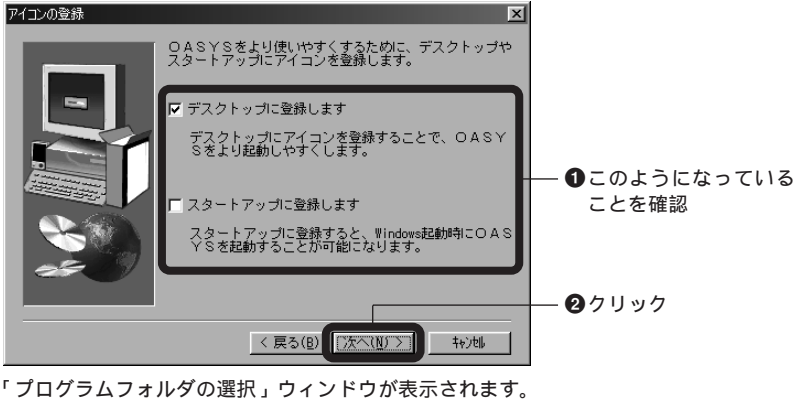 アイコンの登録
OASYSをより使いやすくするために、デスクトップや
スタートアップにアイコンを登録します。
デスクトップに登録します
デスクトップにアイコンを登録することで、OASY
Sをより起動しやすくします。
スタートアップに登録します
スタートアップに登録すると、Windows起動時にOAS
YSを起動することが可能になります。
❶このようになっている
ことを確認
❷クリック
< 戻る(B)
次へ(N) >
キャンセル
「プログラムフォルダの選択」ウィンドウが表示されます。